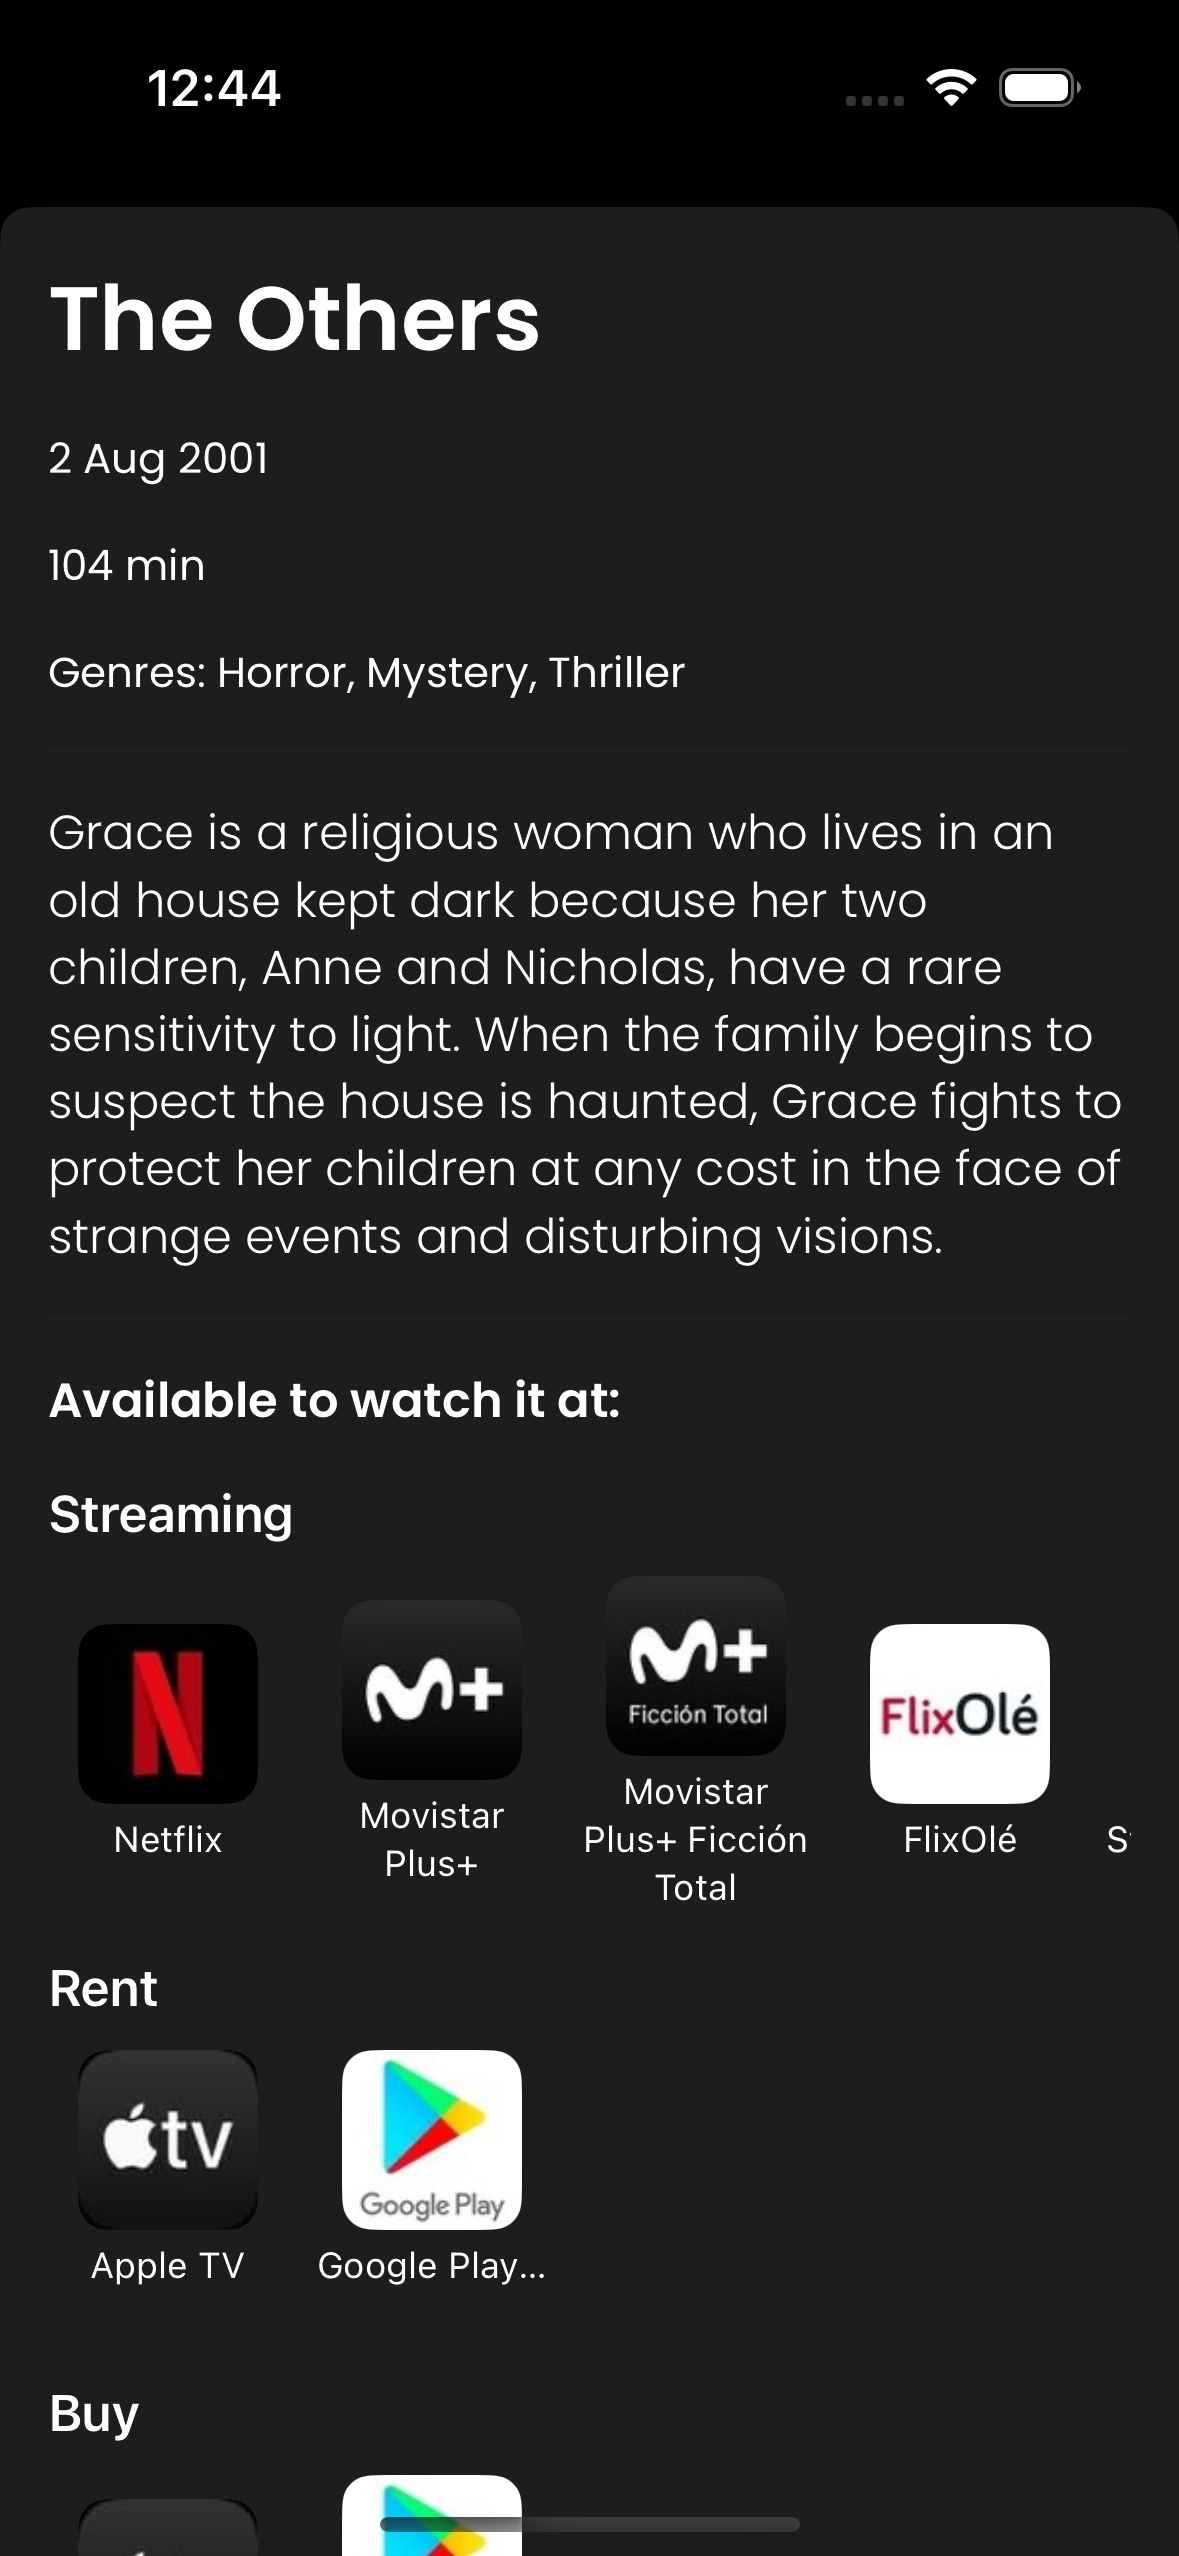 12:44
The Others
2 Aug 2001
104 min
Genres: Horror, Mystery, Thriller
Grace is a religious woman who lives in an
old house kept dark because her two
children, Anne and Nicholas, have a rare
sensitivity to light. When the family begins to
suspect the house is haunted, Grace fights to
protect her children at any cost in the face of
strange events and disturbing visions.
Available to watch it at:
Streaming
N
M+
M+
Ficción Total
FlixOlé
Netflix
Movistar
Plus+
Movistar
Plus+ Ficción
Total
FlixOlé
Rent
tv
Google Play
Apple TV
Google Play...
Buy